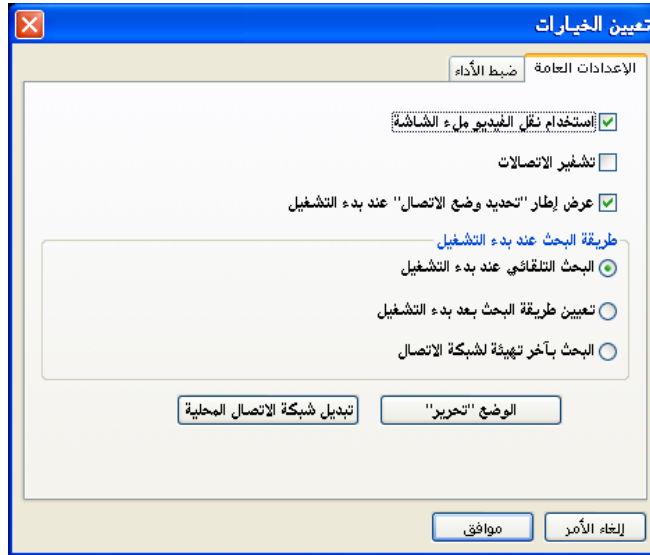 تعيين الخيارات
الإعدادات العامة
ضبط الأداء
استخدام نقل الفيديو ملء الشاشة
تشفير الاتصالات
عرض إطار "تحديد وضع الاتصال" عند بدء التشغيل
طريقة البحث عند بدء التشغيل
البحث التلقائي عند بدء التشغيل
تعيين طريقة البحث بعد بدء التشغيل
البحث بآخر تهيئة لشبكة الاتصال
الوضع "تحرير"
تبديل شبكة الاتصال المحلية
إلغاء الأمر
موافق